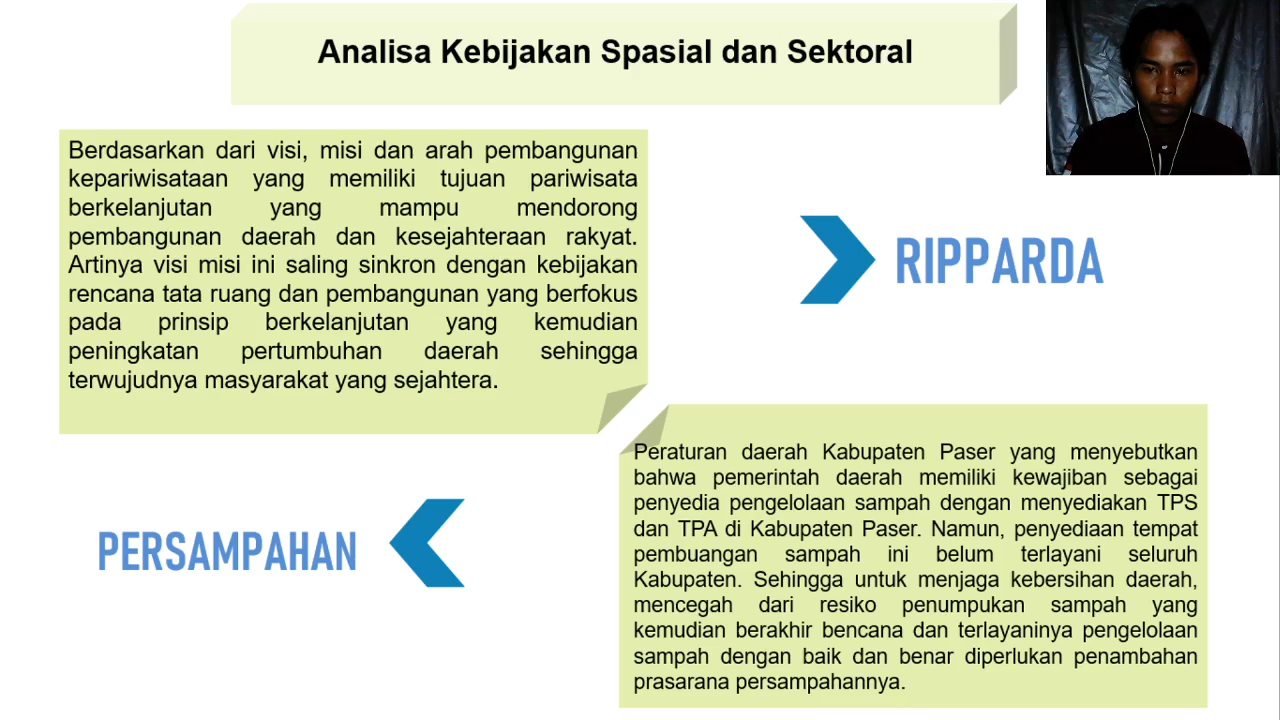 Analisa Kebijakan Spasial dan Sektoral
Berdasarkan dari visi, misi dan arah pembangunan
kepariwisataan yang memiliki tujuan pariwisata
berkelanjutan yang mampu mendorong
pembangunan daerah dan kesejahteraan rakyat.
Artinya visi misi ini saling sinkron dengan kebijakan
rencana tata ruang dan pembangunan yang berfokus
pada prinsip berkelanjutan yang kemudian
peningkatan pertumbuhan daerah sehingga
terwujudnya masyarakat yang sejahtera.
RIPPARDA
PERSAMPAHAN
Peraturan daerah Kabupaten Paser yang menyebutkan
bahwa pemerintah daerah memiliki kewajiban sebagai
penyedia pengelolaan sampah dengan menyediakan TPS
dan TPA di Kabupaten Paser. Namun, penyediaan tempat
pembuangan sampah ini belum terlayani seluruh
Kabupaten. Sehingga untuk menjaga kebersihan daerah,
mencegah dari resiko penumpukan sampah yang
kemudian berakhir bencana dan terlayaninya pengelolaan
sampah dengan baik dan benar diperlukan penambahan
prasarana persampahannya.